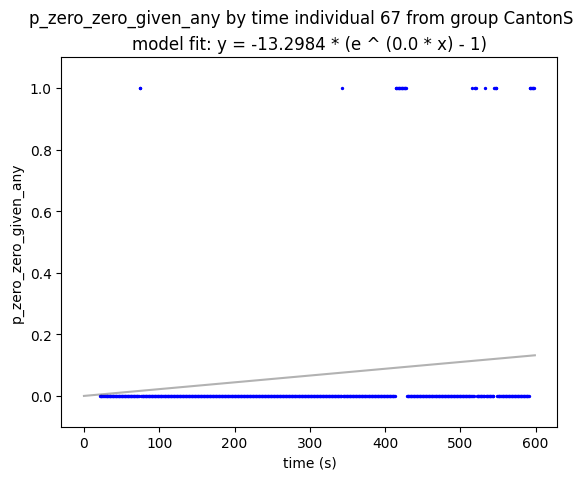 p_zero_zero_given_any by time individual 67 from group CantonS
model fit: y = -13.2984 * (e ^ (0.0 * x) - 1)
1.0
0.8
0.6
0.4
0.2
0.0
p_zero_zero_given_any
0 100 200 300 400 500 600
time (s)